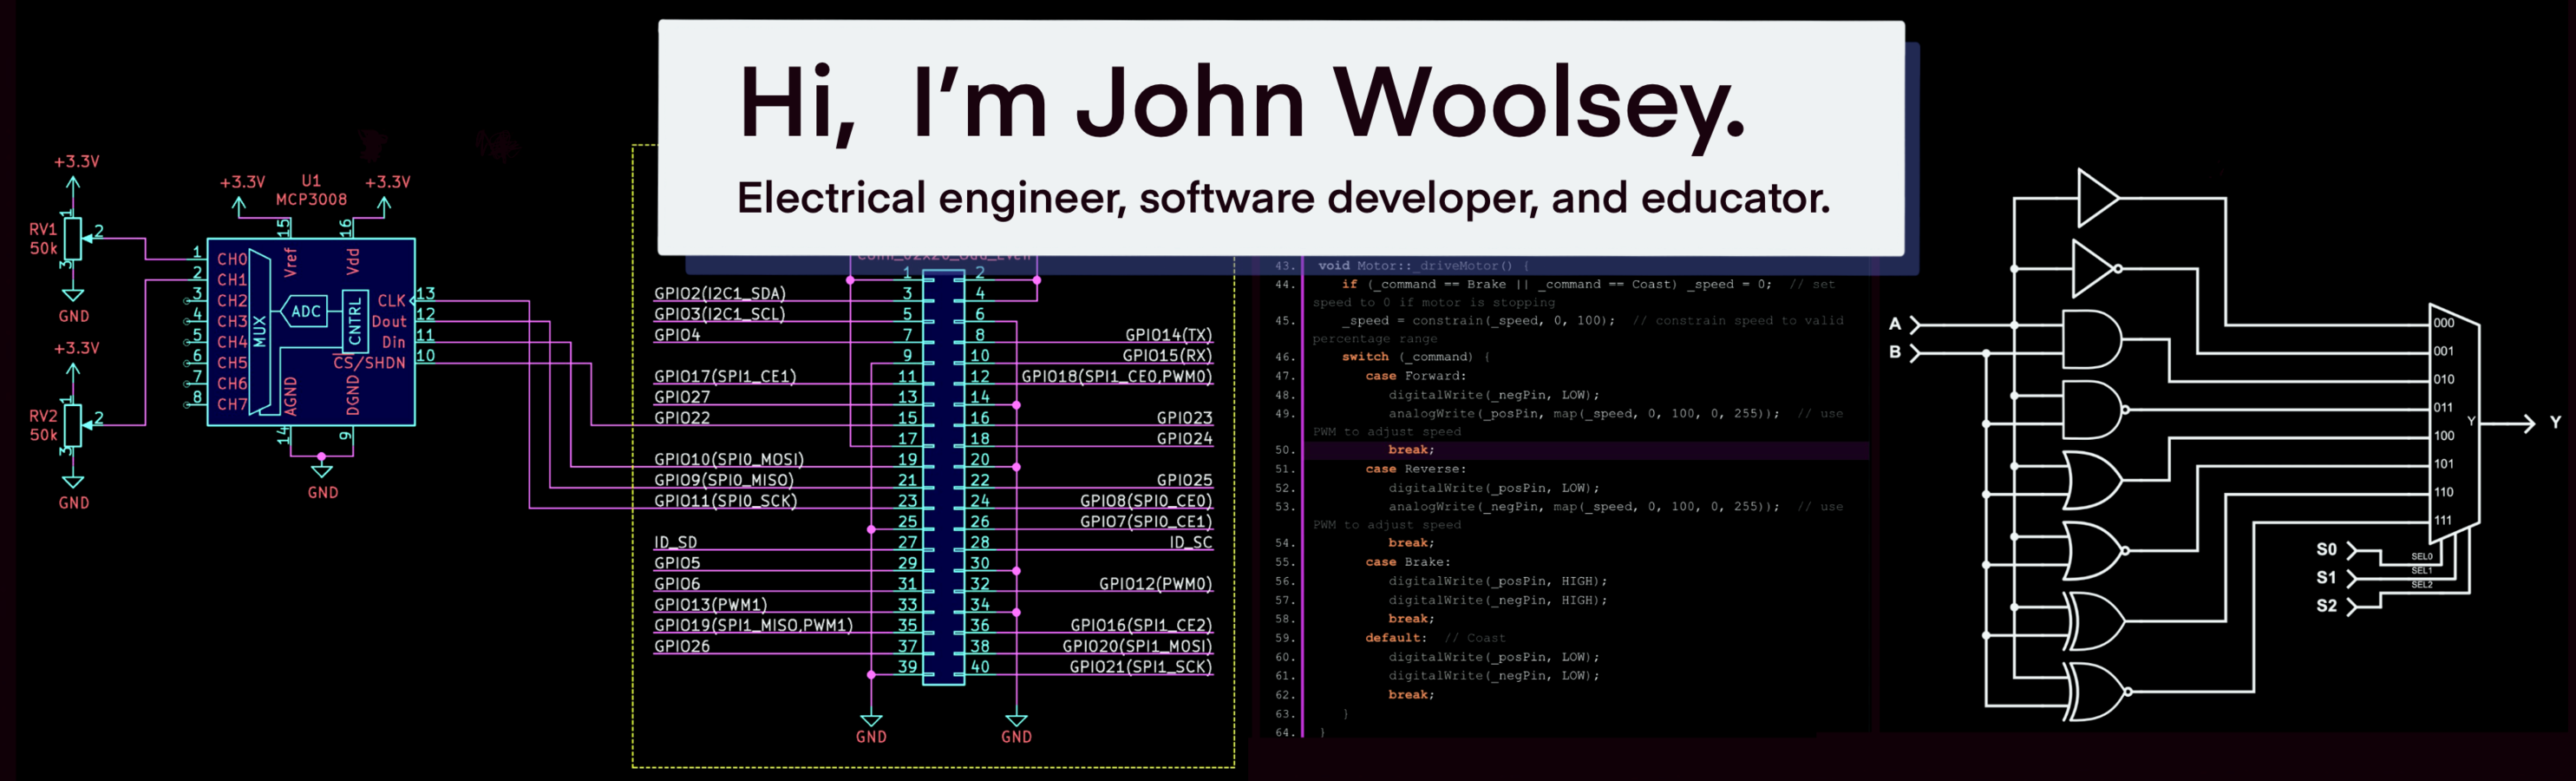 Hi, I'm John Woolsey.
Electrical engineer, software developer, and educator.
+3.3V
RV1
50k
1
2
3
GND
+3.3V
RV2
50k
1
2
3
GND
+3.3V
U1
MCP3008
+3.3V
15
16
Vref
Vdd
1 CH0
2 CH1
3 CH2
4 CH3
5 CH4
6 CH5
7 CH6
8 CH7
MUX
ADC
CNTRL
CLK 13
Dout 12
Din 11
CS/SHDN 10
AGND
DGND
14
9
GND
1 2
GPIO2(I2C1_SDA) 3 4
GPIO3(I2C1_SCL) 5 6
GPIO4 7 8 GPIO14(TX)
9 10 GPIO15(RX)
GPIO17(SPI1_CE1) 11 12 GPIO18(SPI1_CE0,PWM0)
GPIO27 13 14
GPIO22 15 16 GPIO23
17 18 GPIO24
GPIO10(SPI0_MOSI) 19 20
GPIO9(SPI0_MISO) 21 22 GPIO25
GPIO11(SPI0_SCK) 23 24 GPIO8(SPI0_CE0)
25 26 GPIO7(SPI0_CE1)
ID_SD 27 28 ID_SC
GPIO5 29 30
GPIO6 31 32 GPIO12(PWM0)
GPIO13(PWM1) 33 34
GPIO19(SPI1_MISO,PWM1) 35 36 GPIO16(SPI1_CE2)
GPIO26 37 38 GPIO20(SPI1_MOSI)
39 40 GPIO21(SPI1_SCK)
GND
GND
43. void Motor::_driveMotor() {
44. if (_command == Brake || _command == Coast) _speed = 0; // set
speed to 0 if motor is stopping
45. _speed = constrain(_speed, 0, 100); // constrain speed to valid
percentage range
46. switch (_command) {
47. case Forward:
48. digitalWrite(_posPin, LOW);
49. analogWrite(_posPin, map(_speed, 0, 100, 0, 255)); // use
PWM to adjust speed
50. break;
51. case Reverse:
52. digitalWrite(_posPin, LOW);
53. analogWrite(_negPin, map(_speed, 0, 100, 0, 255)); // use
PWM to adjust speed
54. break;
55. case Brake:
56. digitalWrite(_posPin, HIGH);
57. digitalWrite(_negPin, HIGH);
58. break;
59. default: // Coast
60. digitalWrite(_posPin, LOW);
61. digitalWrite(_negPin, LOW);
62. break;
63. }
64. }
A
B
000
001
010
011
100
101
110
111
Y
Y
S0
S1
S2
SEL0
SEL1
SEL2